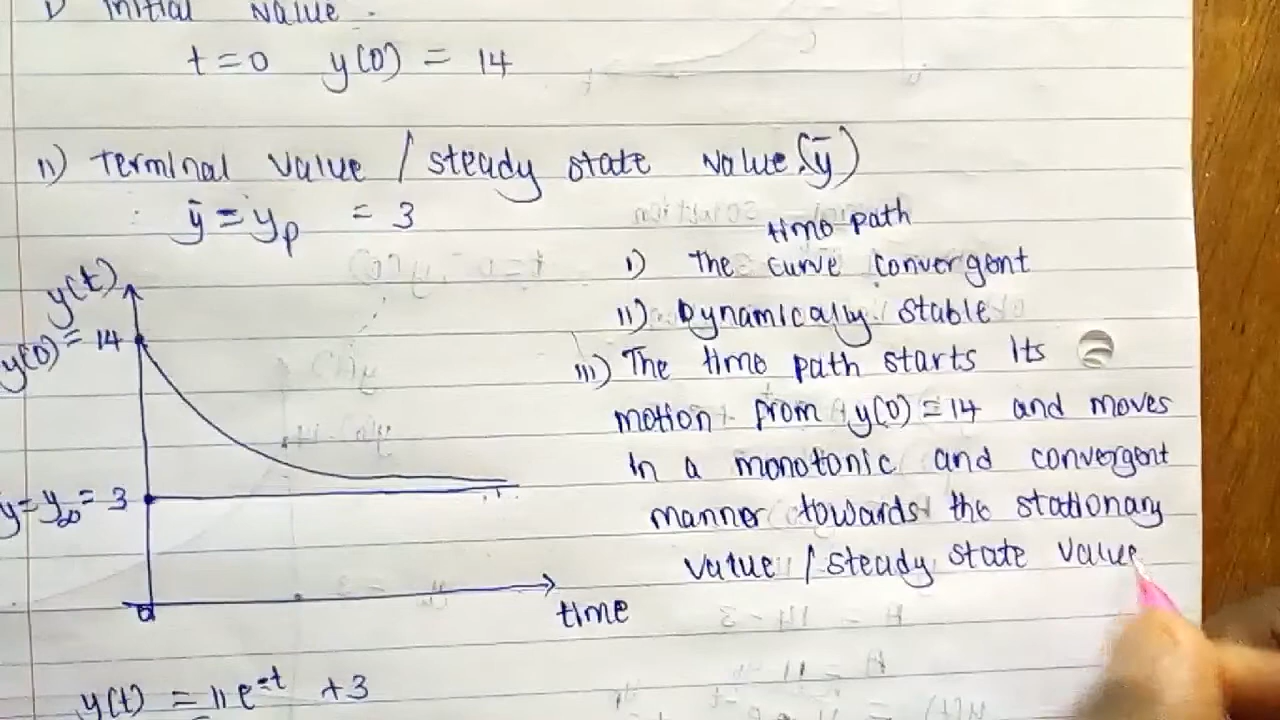 i) Initial value.
t = 0 y(0) = 14
ii) Terminal value / steady state value (ȳ)
ȳ = yp = 3
y(t)
y(0) = 14
ȳ = y∞ = 3
time
time path
i) The curve convergent
ii) Dynamically stable
iii) The time path starts its
motion from y(0) = 14 and moves
in a monotonic and convergent
manner towards the stationary
value / steady state value
y(t) = 11e^-t + 3